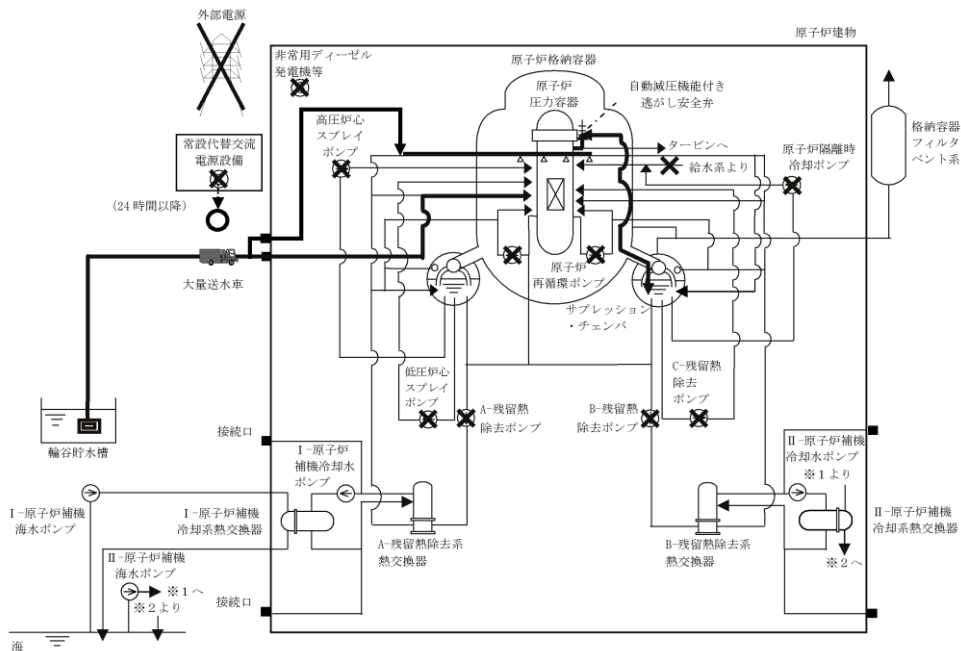 外部電源
原子炉建物
非常用ディーゼル
発電機等
原子炉格納容器
原子炉
圧力容器
自動減圧機能付き
逃がし安全弁
高圧炉心
スプレイ
ポンプ
常設代替交流
電源設備
(24時間以降)
タービンへ
給水系より
原子炉隔離時
冷却ポンプ
格納容器
フィルタ
ベント系
大量送水車
原子炉
再循環ポンプ
サプレッション
・チェンバ
低圧炉心
スプレイ
ポンプ
A-残留熱
除去ポンプ
B-残留熱
除去ポンプ
C-残留熱
除去
ポンプ
輪谷貯水槽
接続口
Ⅰ-原子炉
補機冷却水
ポンプ
Ⅱ-原子炉補機
冷却水ポンプ
※1より
Ⅰ-原子炉補機
海水ポンプ
Ⅰ-原子炉補機
冷却系熱交換器
A-残留熱除去系
熱交換器
B-残留熱除去系
熱交換器
Ⅱ-原子炉補機
冷却系熱交換器
※2へ
Ⅱ-原子炉補機
海水ポンプ
※1へ
※2より
接続口
海